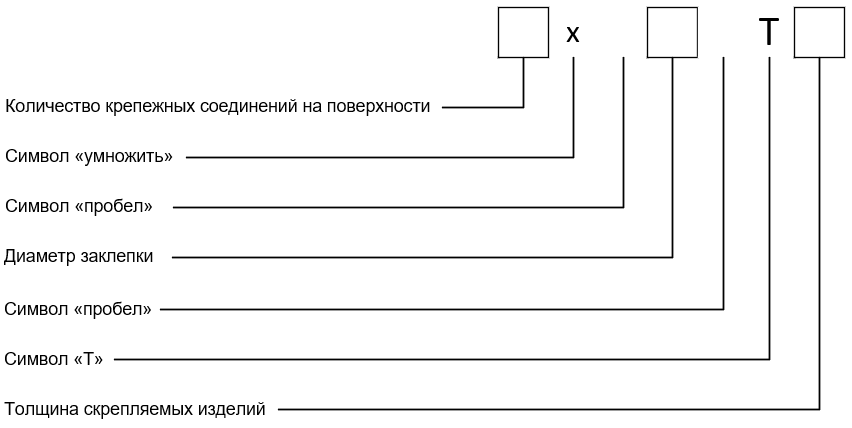 x T
Количество крепежных соединений на поверхности
Символ «умножить»
Символ «пробел»
Диаметр заклепки
Символ «пробел»
Символ «Т»
Толщина скрепляемых изделий